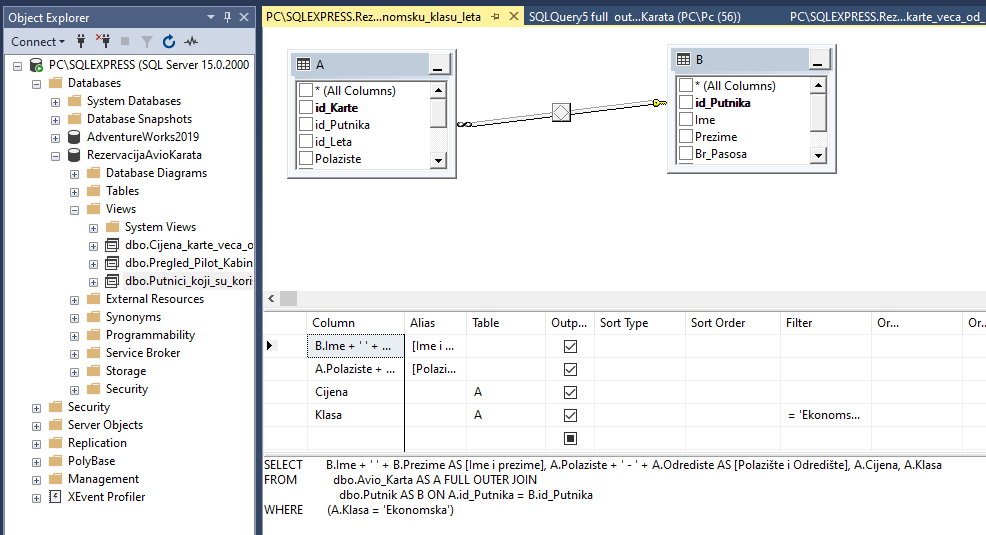 Object Explorer
Connect
PC\SQLEXPRESS (SQL Server 15.0.2000
Databases
System Databases
Database Snapshots
AdventureWorks2019
RezervacijaAvioKarata
Database Diagrams
Tables
Views
System Views
dbo.Cijena_karte_veca_o
dbo.Pregled_Pilot_Kabin
dbo.Putnici_koji_su_koris
External Resources
Synonyms
Programmability
Service Broker
Storage
Security
Security
Server Objects
Replication
PolyBase
Management
XEvent Profiler
PC\SQLEXPRESS.Rez...nomsku_klasu_leta
SQLQuery5 full_out...Karata (PC\Pc (56))
PC\SQLEXPRESS.Rez...karte_veca_od_
A
* (All Columns)
id_Karte
id_Putnika
id_Leta
Polaziste
B
* (All Columns)
id_Putnika
Ime
Prezime
Br_Pasosa
Column Alias Table Outp... Sort Type Sort Order Filter Or... Or...
B.Ime + ' ' + ... [Ime i ...
A.Polaziste + ... [Polazi...
Cijena A
Klasa A = 'Ekonoms...
SELECT B.Ime + ' ' + B.Prezime AS [Ime i prezime], A.Polaziste + ' - ' + A.Odrediste AS [Polazište i Odredište], A.Cijena, A.Klasa
FROM dbo.Avio_Karta AS A FULL OUTER JOIN
dbo.Putnik AS B ON A.id_Putnika = B.id_Putnika
WHERE (A.Klasa = 'Ekonomska')